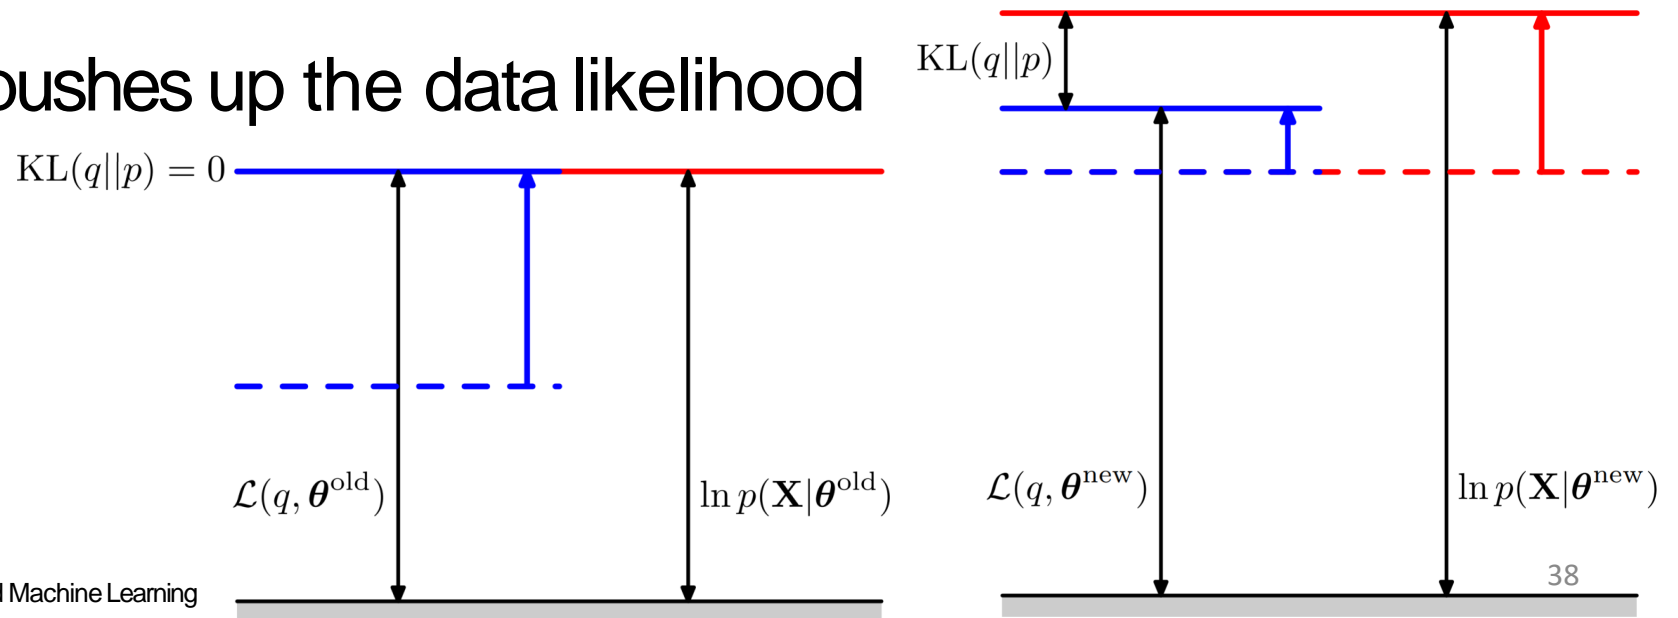 pushes up the data likelihood
KL(q||p) = 0
ℒ(q, θ^old)
ln p(X|θ^old)
KL(q||p)
ℒ(q, θ^new)
ln p(X|θ^new)
Machine Learning
38